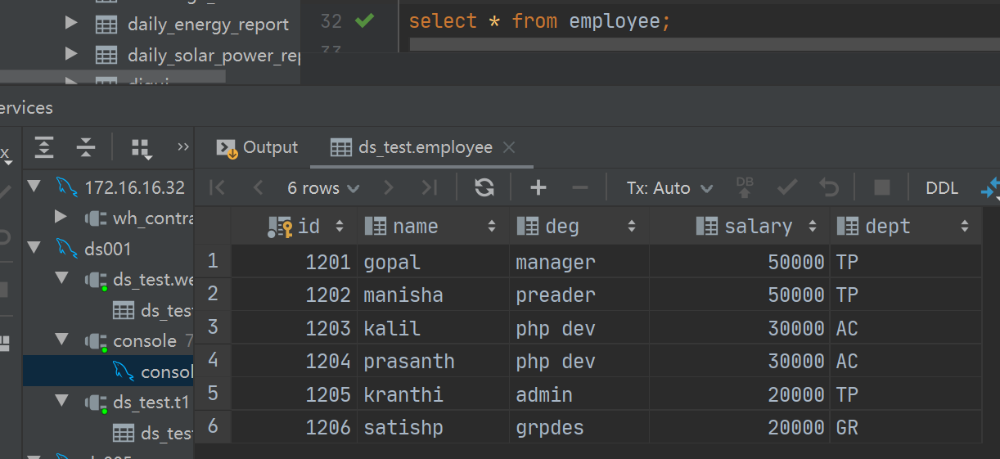 daily_energy_report
32 select * from employee;
daily_solar_power_rep
ervices
Output ds_test.employee
6 rows Tx: Auto DB DDL
172.16.16.32
wh_contra
ds001
ds_test.we
ds_test
console 7
consol
ds_test.t1
ds_test
id name deg salary dept
1 1201 gopal manager 50000 TP
2 1202 manisha preader 50000 TP
3 1203 kalil php dev 30000 AC
4 1204 prasanth php dev 30000 AC
5 1205 kranthi admin 20000 TP
6 1206 satishp grpdes 20000 GR